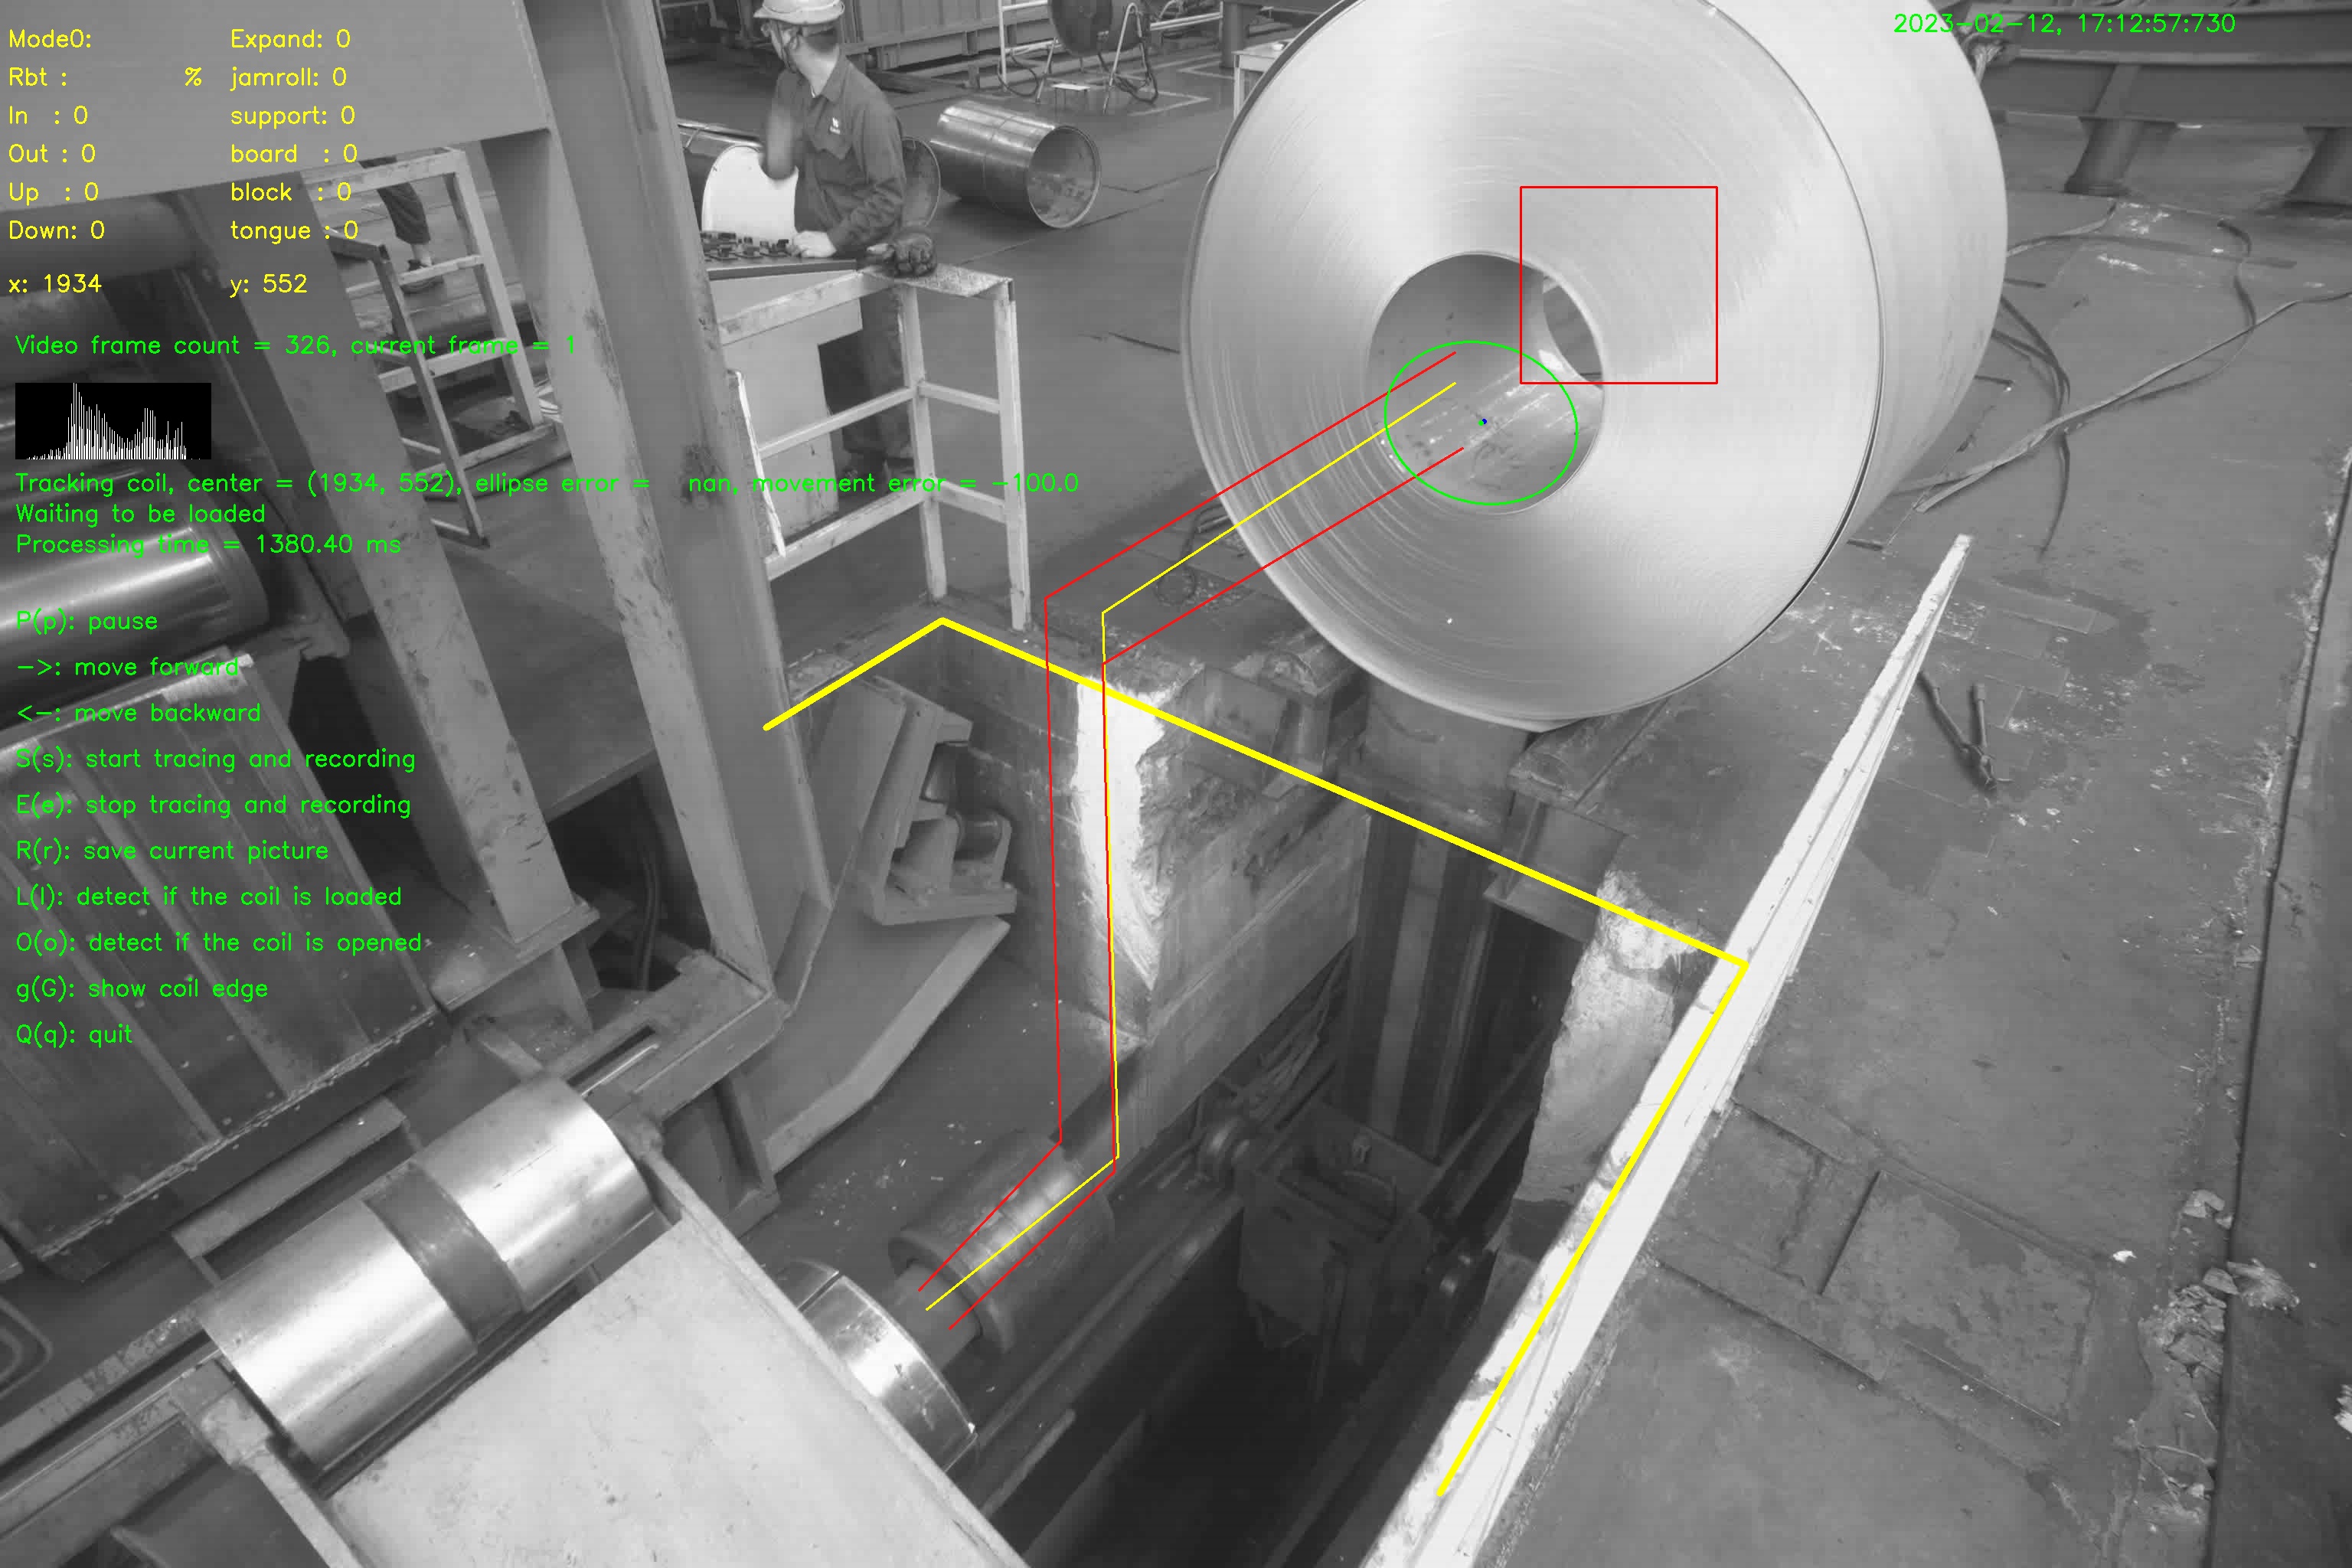 2023-02-12, 17:12:57:730
Mode0: Expand: 0
Rbt : % jamroll: 0
In : 0 support: 0
Out : 0 board : 0
Up : 0 block : 0
Down: 0 tongue : 0
x: 1934 y: 552
Video frame count = 326, current frame = 1
Tracking coil, center = (1934, 552), ellipse error = nan, movement error = -100.0
Waiting to be loaded
Processing time = 1380.40 ms
P(p): pause
->: move forward
<-: move backward
S(s): start tracing and recording
E(e): stop tracing and recording
R(r): save current picture
L(l): detect if the coil is loaded
O(o): detect if the coil is opened
g(G): show coil edge
Q(q): quit